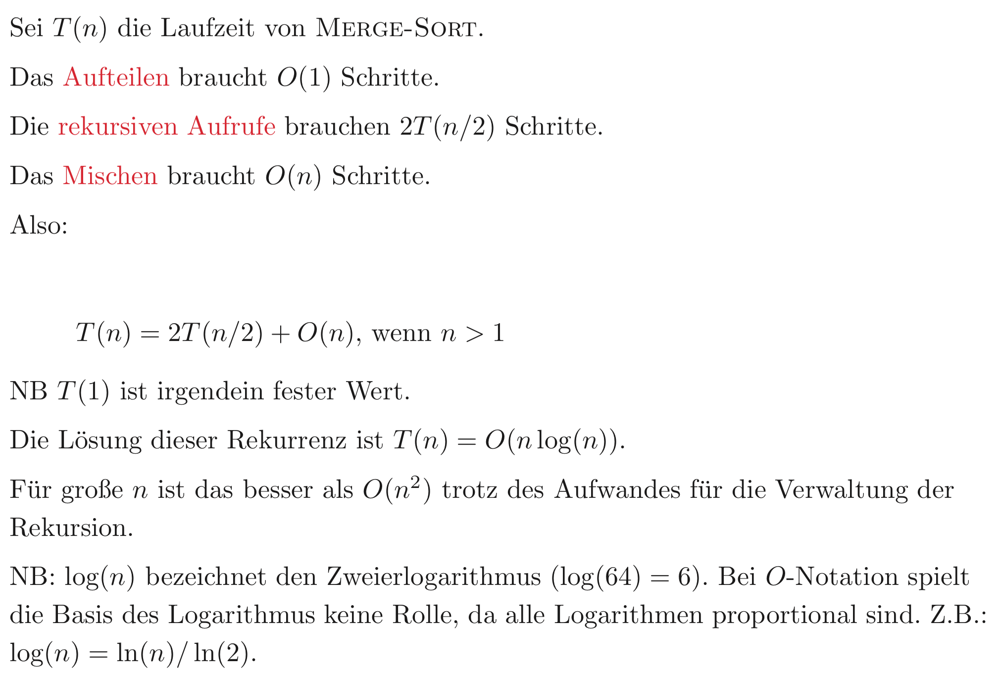 Sei T(n) die Laufzeit von MERGE-SORT.
Das Aufteilen braucht O(1) Schritte.
Die rekursiven Aufrufe brauchen 2T(n/2) Schritte.
Das Mischen braucht O(n) Schritte.
Also:
T(n) = 2T(n/2) + O(n), wenn n > 1
NB T(1) ist irgendein fester Wert.
Die Lösung dieser Rekurrenz ist T(n) = O(n log(n)).
Für große n ist das besser als O(n²) trotz des Aufwandes für die Verwaltung der
Rekursion.
NB: log(n) bezeichnet den Zweierlogarithmus (log(64) = 6). Bei O-Notation spielt
die Basis des Logarithmus keine Rolle, da alle Logarithmen proportional sind. Z.B.:
log(n) = ln(n)/ ln(2).